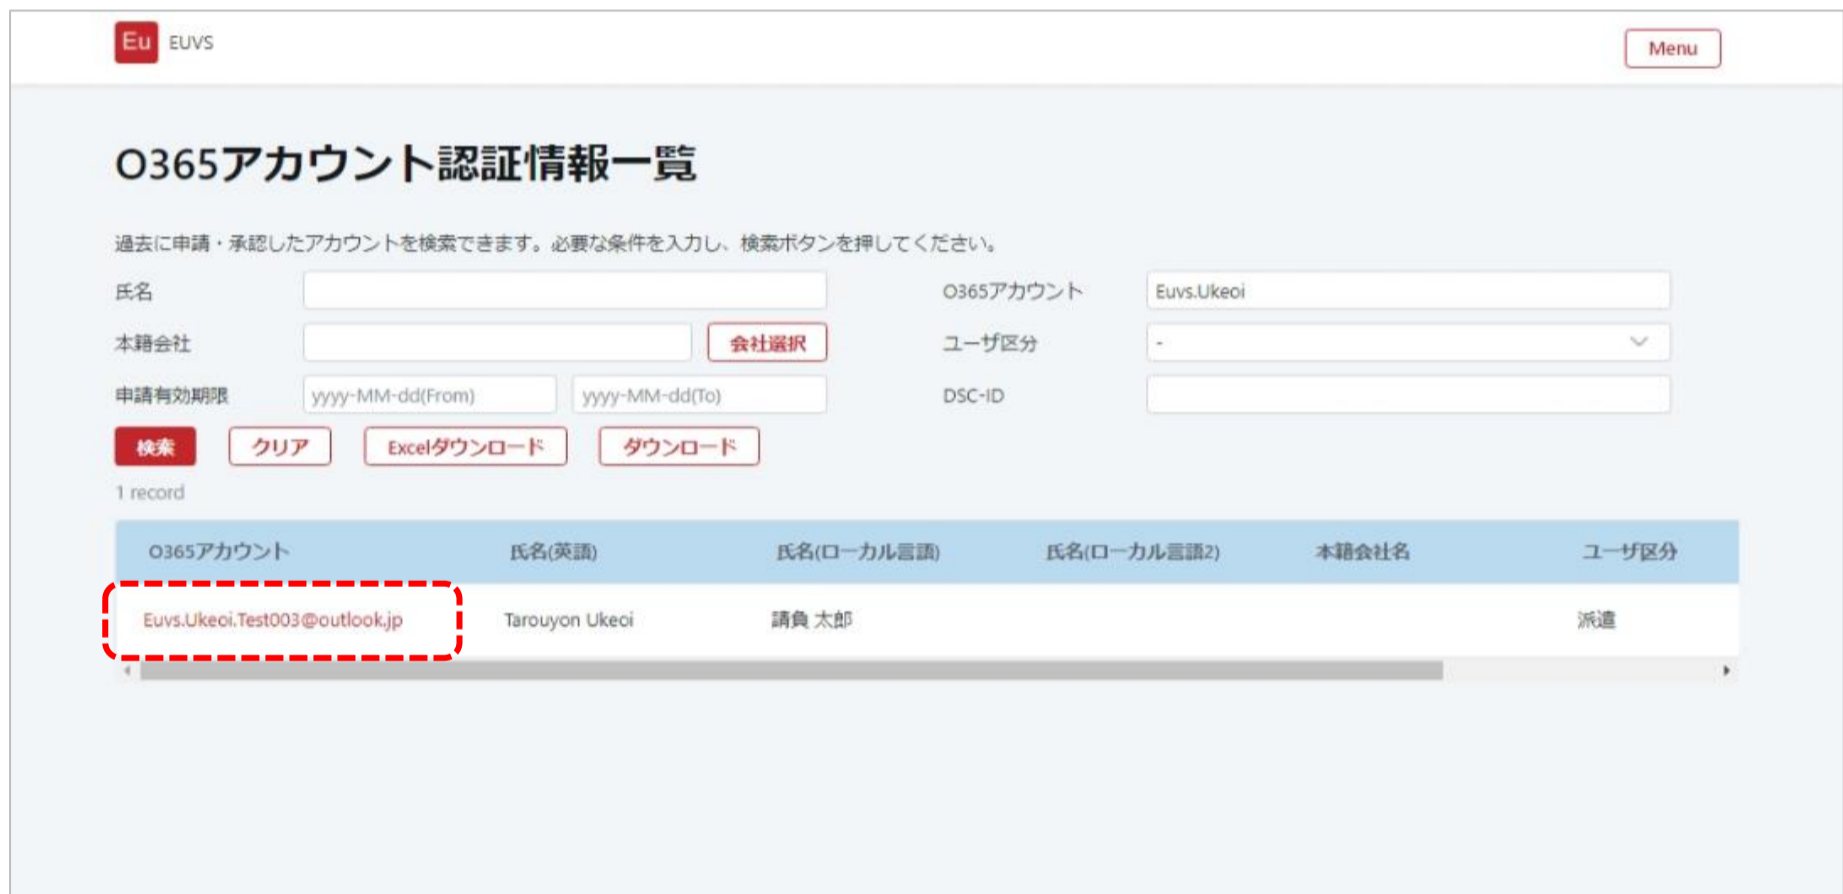 Eu EUVS Menu
O365アカウント認証情報一覧
過去に申請・承認したアカウントを検索できます。必要な条件を入力し、検索ボタンを押してください。
氏名 O365アカウント Euvs.Ukeoi
本籍会社 会社選択 ユーザ区分 -
申請有効期限 yyyy-MM-dd(From) yyyy-MM-dd(To) DSC-ID
検索 クリア Excelダウンロード ダウンロード
1 record
O365アカウント 氏名(英語) 氏名(ローカル言語) 氏名(ローカル言語2) 本籍会社名 ユーザ区分
Euvs.Ukeoi.Test003@outlook.jp Tarouyon Ukeoi 請負 太郎 派遣